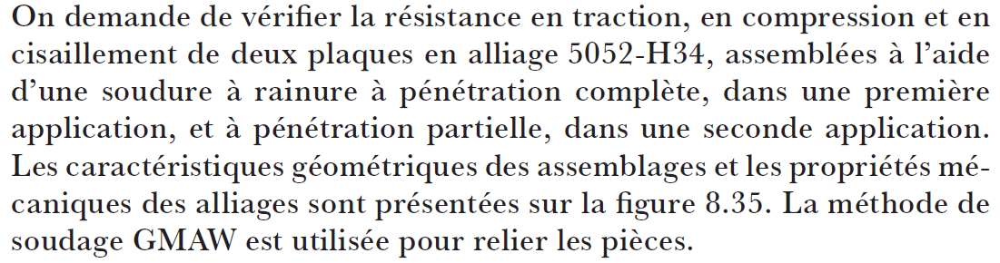 On demande de vérifier la résistance en traction, en compression et en
cisaillement de deux plaques en alliage 5052-H34, assemblées à l’aide
d’une soudure à rainure à pénétration complète, dans une première
application, et à pénétration partielle, dans une seconde application.
Les caractéristiques géométriques des assemblages et les propriétés mé-
caniques des alliages sont présentées sur la figure 8.35. La méthode de
soudage GMAW est utilisée pour relier les pièces.